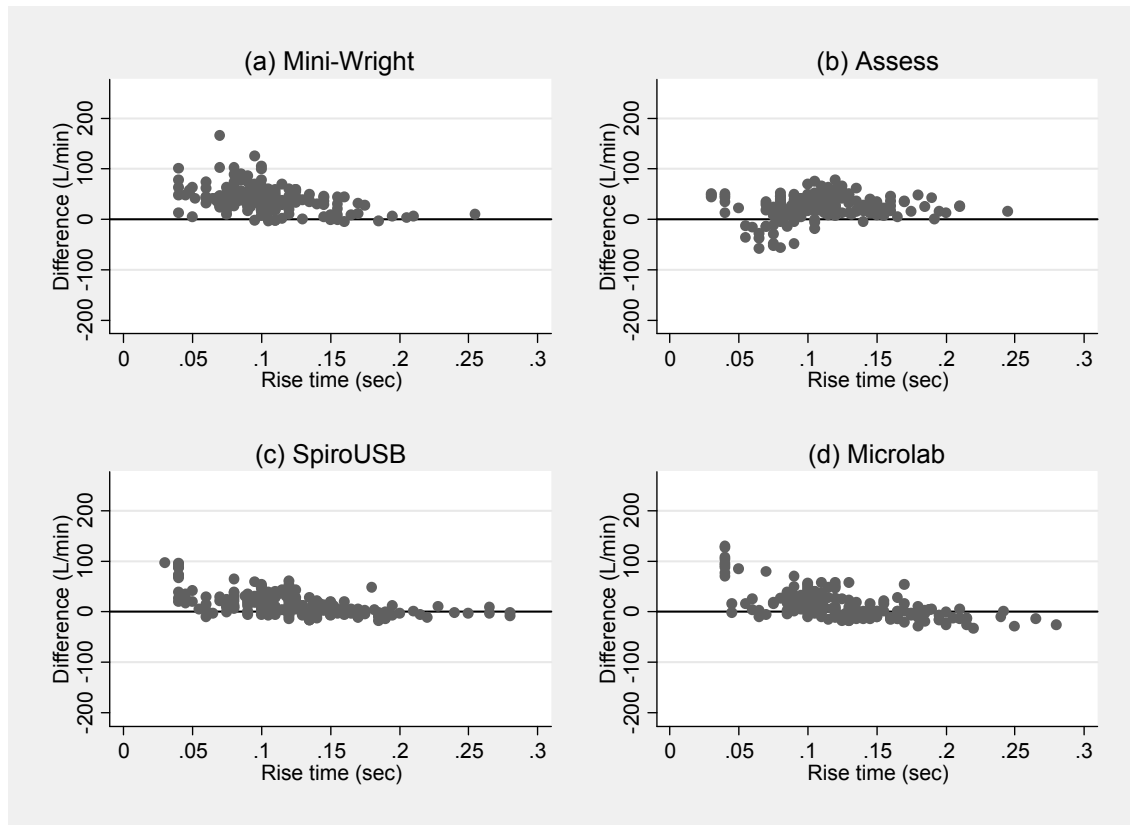 (a) Mini-Wright
Difference (L/min)
200
100
0
-100
-200
0 .05 .1 .15 .2 .25 .3
Rise time (sec)
(b) Assess
Difference (L/min)
200
100
0
-100
-200
0 .05 .1 .15 .2 .25 .3
Rise time (sec)
(c) SpiroUSB
Difference (L/min)
200
100
0
-100
-200
0 .05 .1 .15 .2 .25 .3
Rise time (sec)
(d) Microlab
Difference (L/min)
200
100
0
-100
-200
0 .05 .1 .15 .2 .25 .3
Rise time (sec)